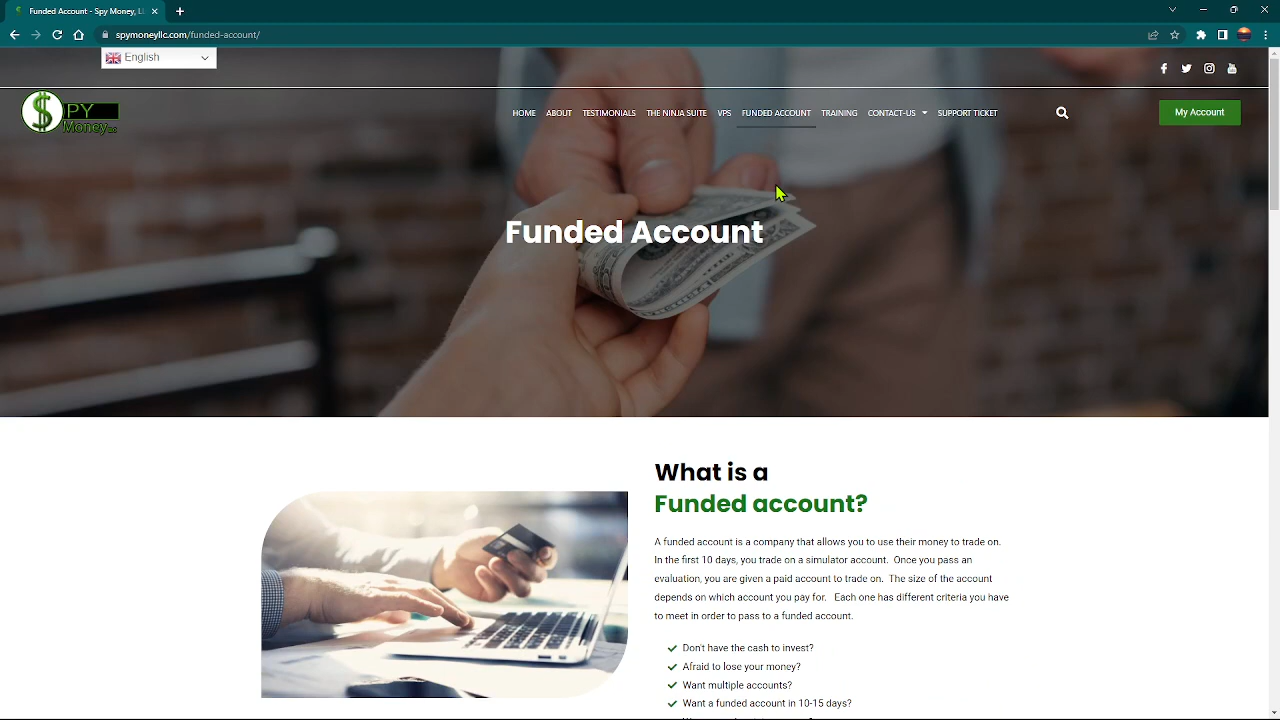 Funded Account - Spy Money, L
spymoneyllc.com/funded-account/
English
$PY
Money
HOME ABOUT TESTIMONIALS THE NINJA SUITE VPS FUNDED ACCOUNT TRAINING CONTACT-US SUPPORT TICKET
My Account
Funded Account
What is a
Funded account?
A funded account is a company that allows you to use their money to trade on.
In the first 10 days, you trade on a simulator account. Once you pass an
evaluation you are given a paid account to trade on. The size of the account
depends on which account you pay for. Each one has different criteria you have
to meet in order to pass to a funded account.
Don't have the cash to invest?
Afraid to lose your money?
Want multiple accounts?
Want a funded account in 10-15 days?